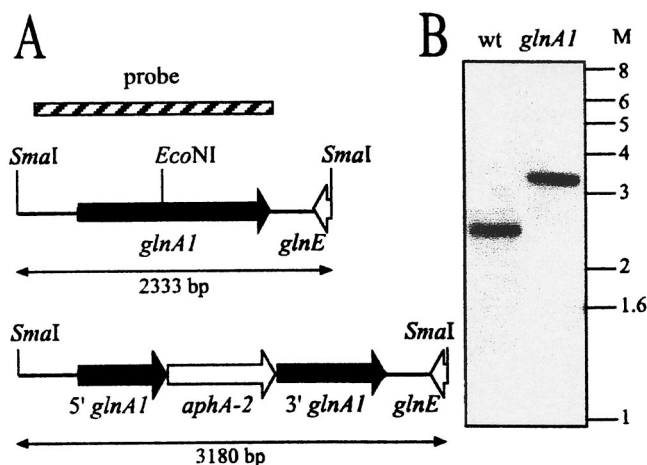 A
probe
SmaI
EcoNI
SmaI
glnA1
glnE
2333 bp
SmaI
SmaI
5' glnA1
aphA-2
3' glnA1
glnE
3180 bp
B
wt
glnA1
M
8
6
5
4
3
2
1.6
1